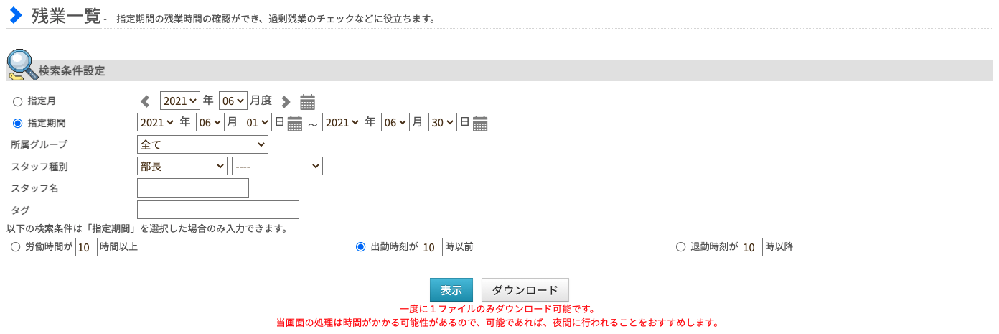 残業一覧 - 指定期間の残業時間の確認ができ、過剰残業のチェックなどに役立ちます。
検索条件設定
指定月 2021 年 06 月度
指定期間 2021 年 06 月 01 日 ～ 2021 年 06 月 30 日
所属グループ 全て
スタッフ種別 部長 ----
スタッフ名
タグ
以下の検索条件は「指定期間」を選択した場合のみ入力できます。
労働時間が 10 時間以上 出勤時刻が 10 時以前 退勤時刻が 10 時以降
表示 ダウンロード
一度に１ファイルのみダウンロード可能です。
当画面の処理は時間がかかる可能性があるので、可能であれば、夜間に行われることをおすすめします。